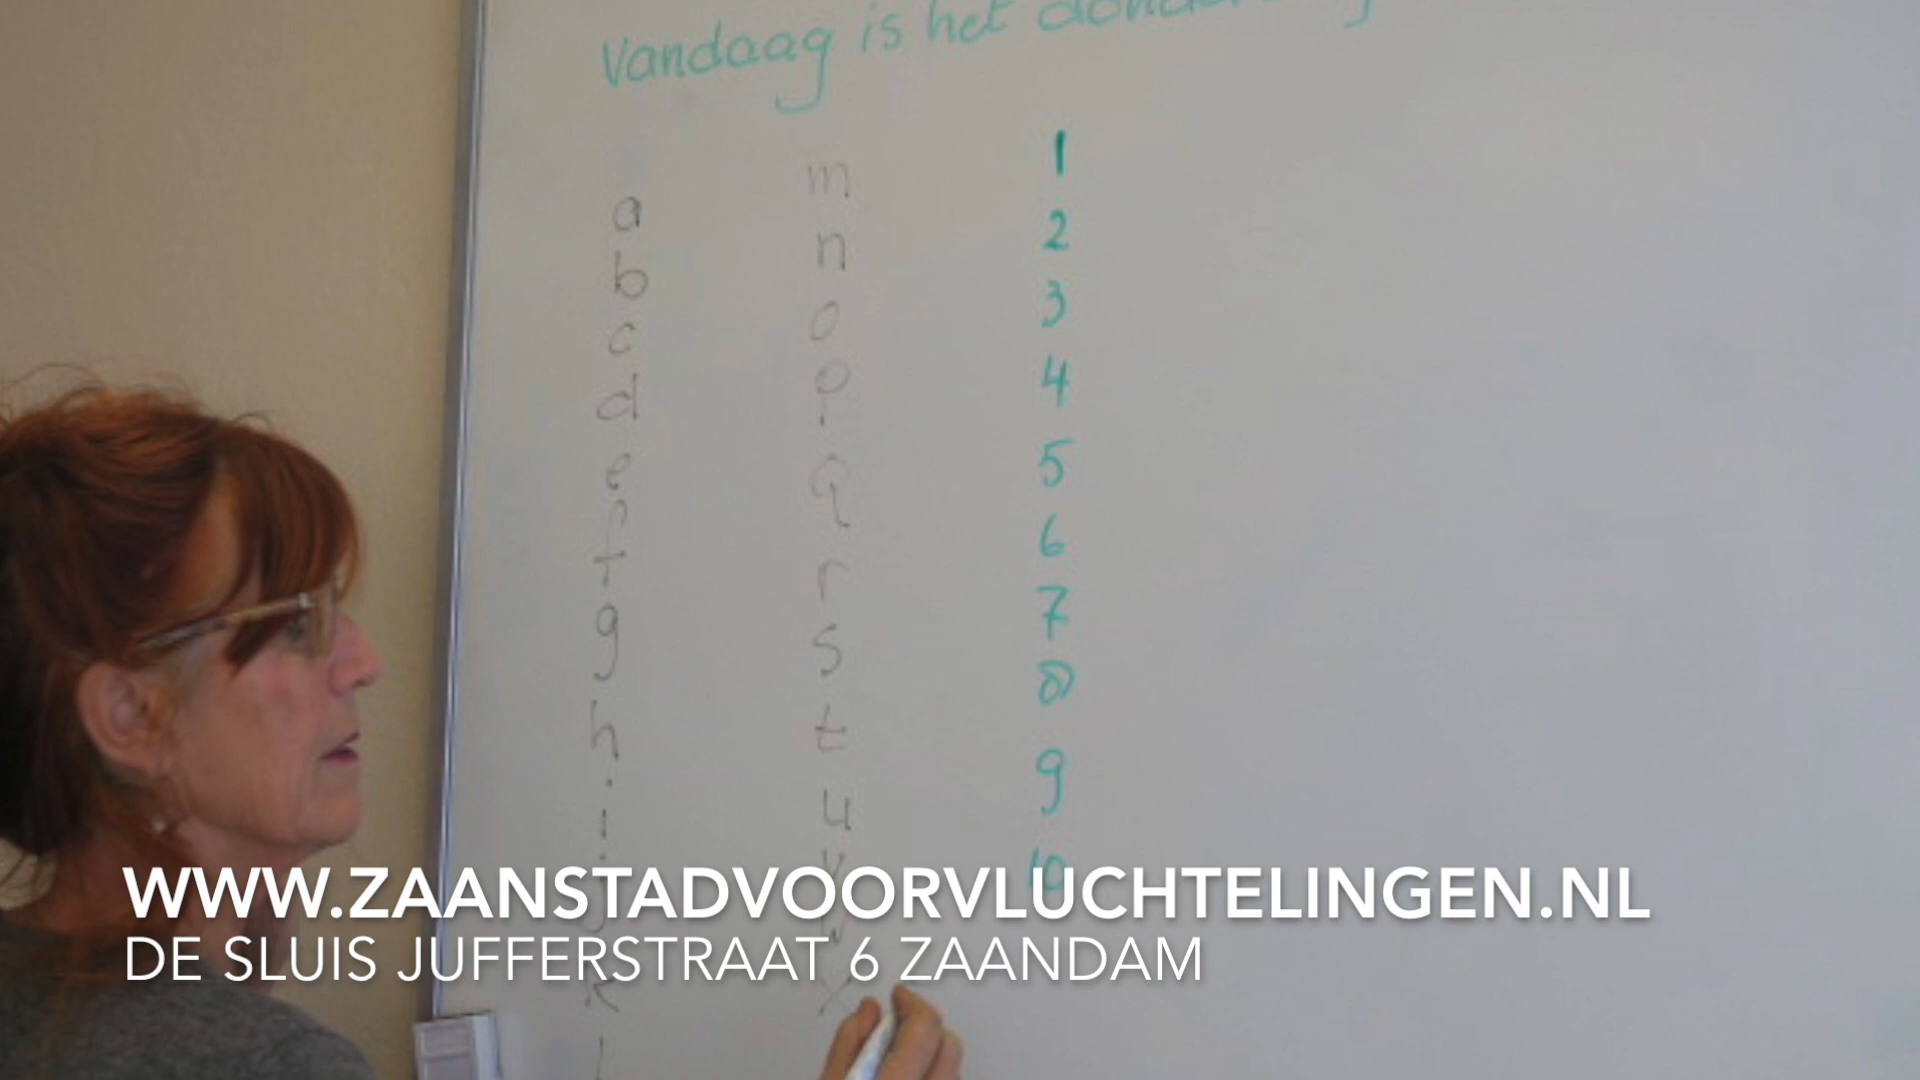 Vandaag is het
a
b
c
d
e
f
g
h
i
j
k
l
m
n
o
p
q
r
s
t
u
v
w
x
1
2
3
4
5
6
7
8
9
10
WWW.ZAANSTADVOORVLUCHTELINGEN.NL
DE SLUIS JUFFERSTRAAT 6 ZAANDAM